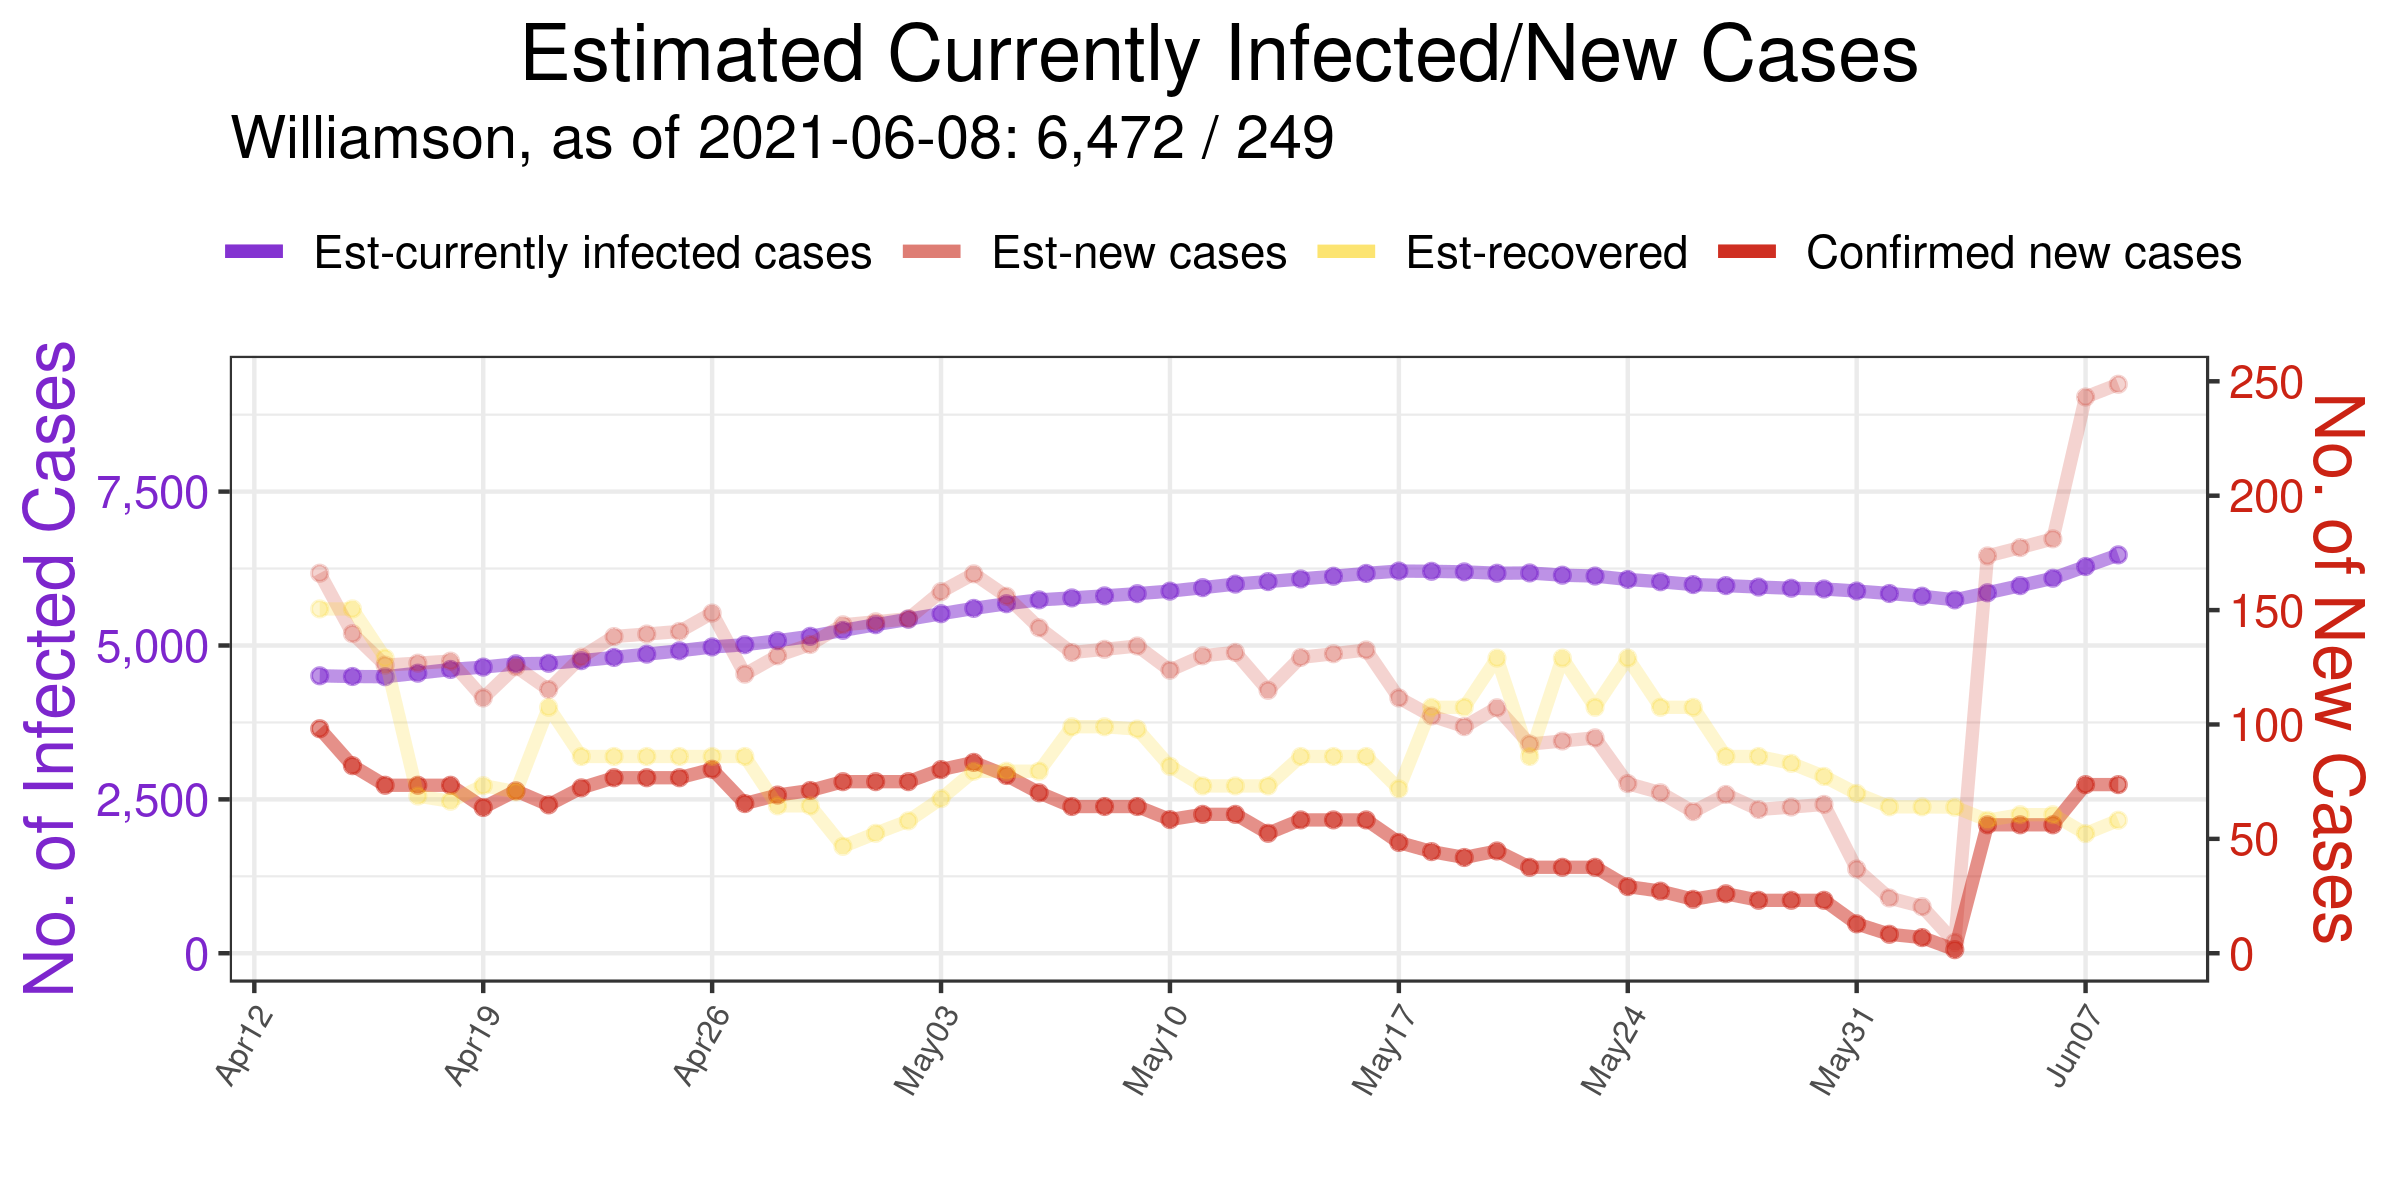 Estimated Currently Infected/New Cases
Williamson, as of 2021-06-08: 6,472 / 249
Est-currently infected cases Est-new cases Est-recovered Confirmed new cases
No. of Infected Cases
7,500
5,000
2,500
0
250
200
150
100
50
0
No. of New Cases
Apr12 Apr19 Apr26 May03 May10 May17 May24 May31 Jun07